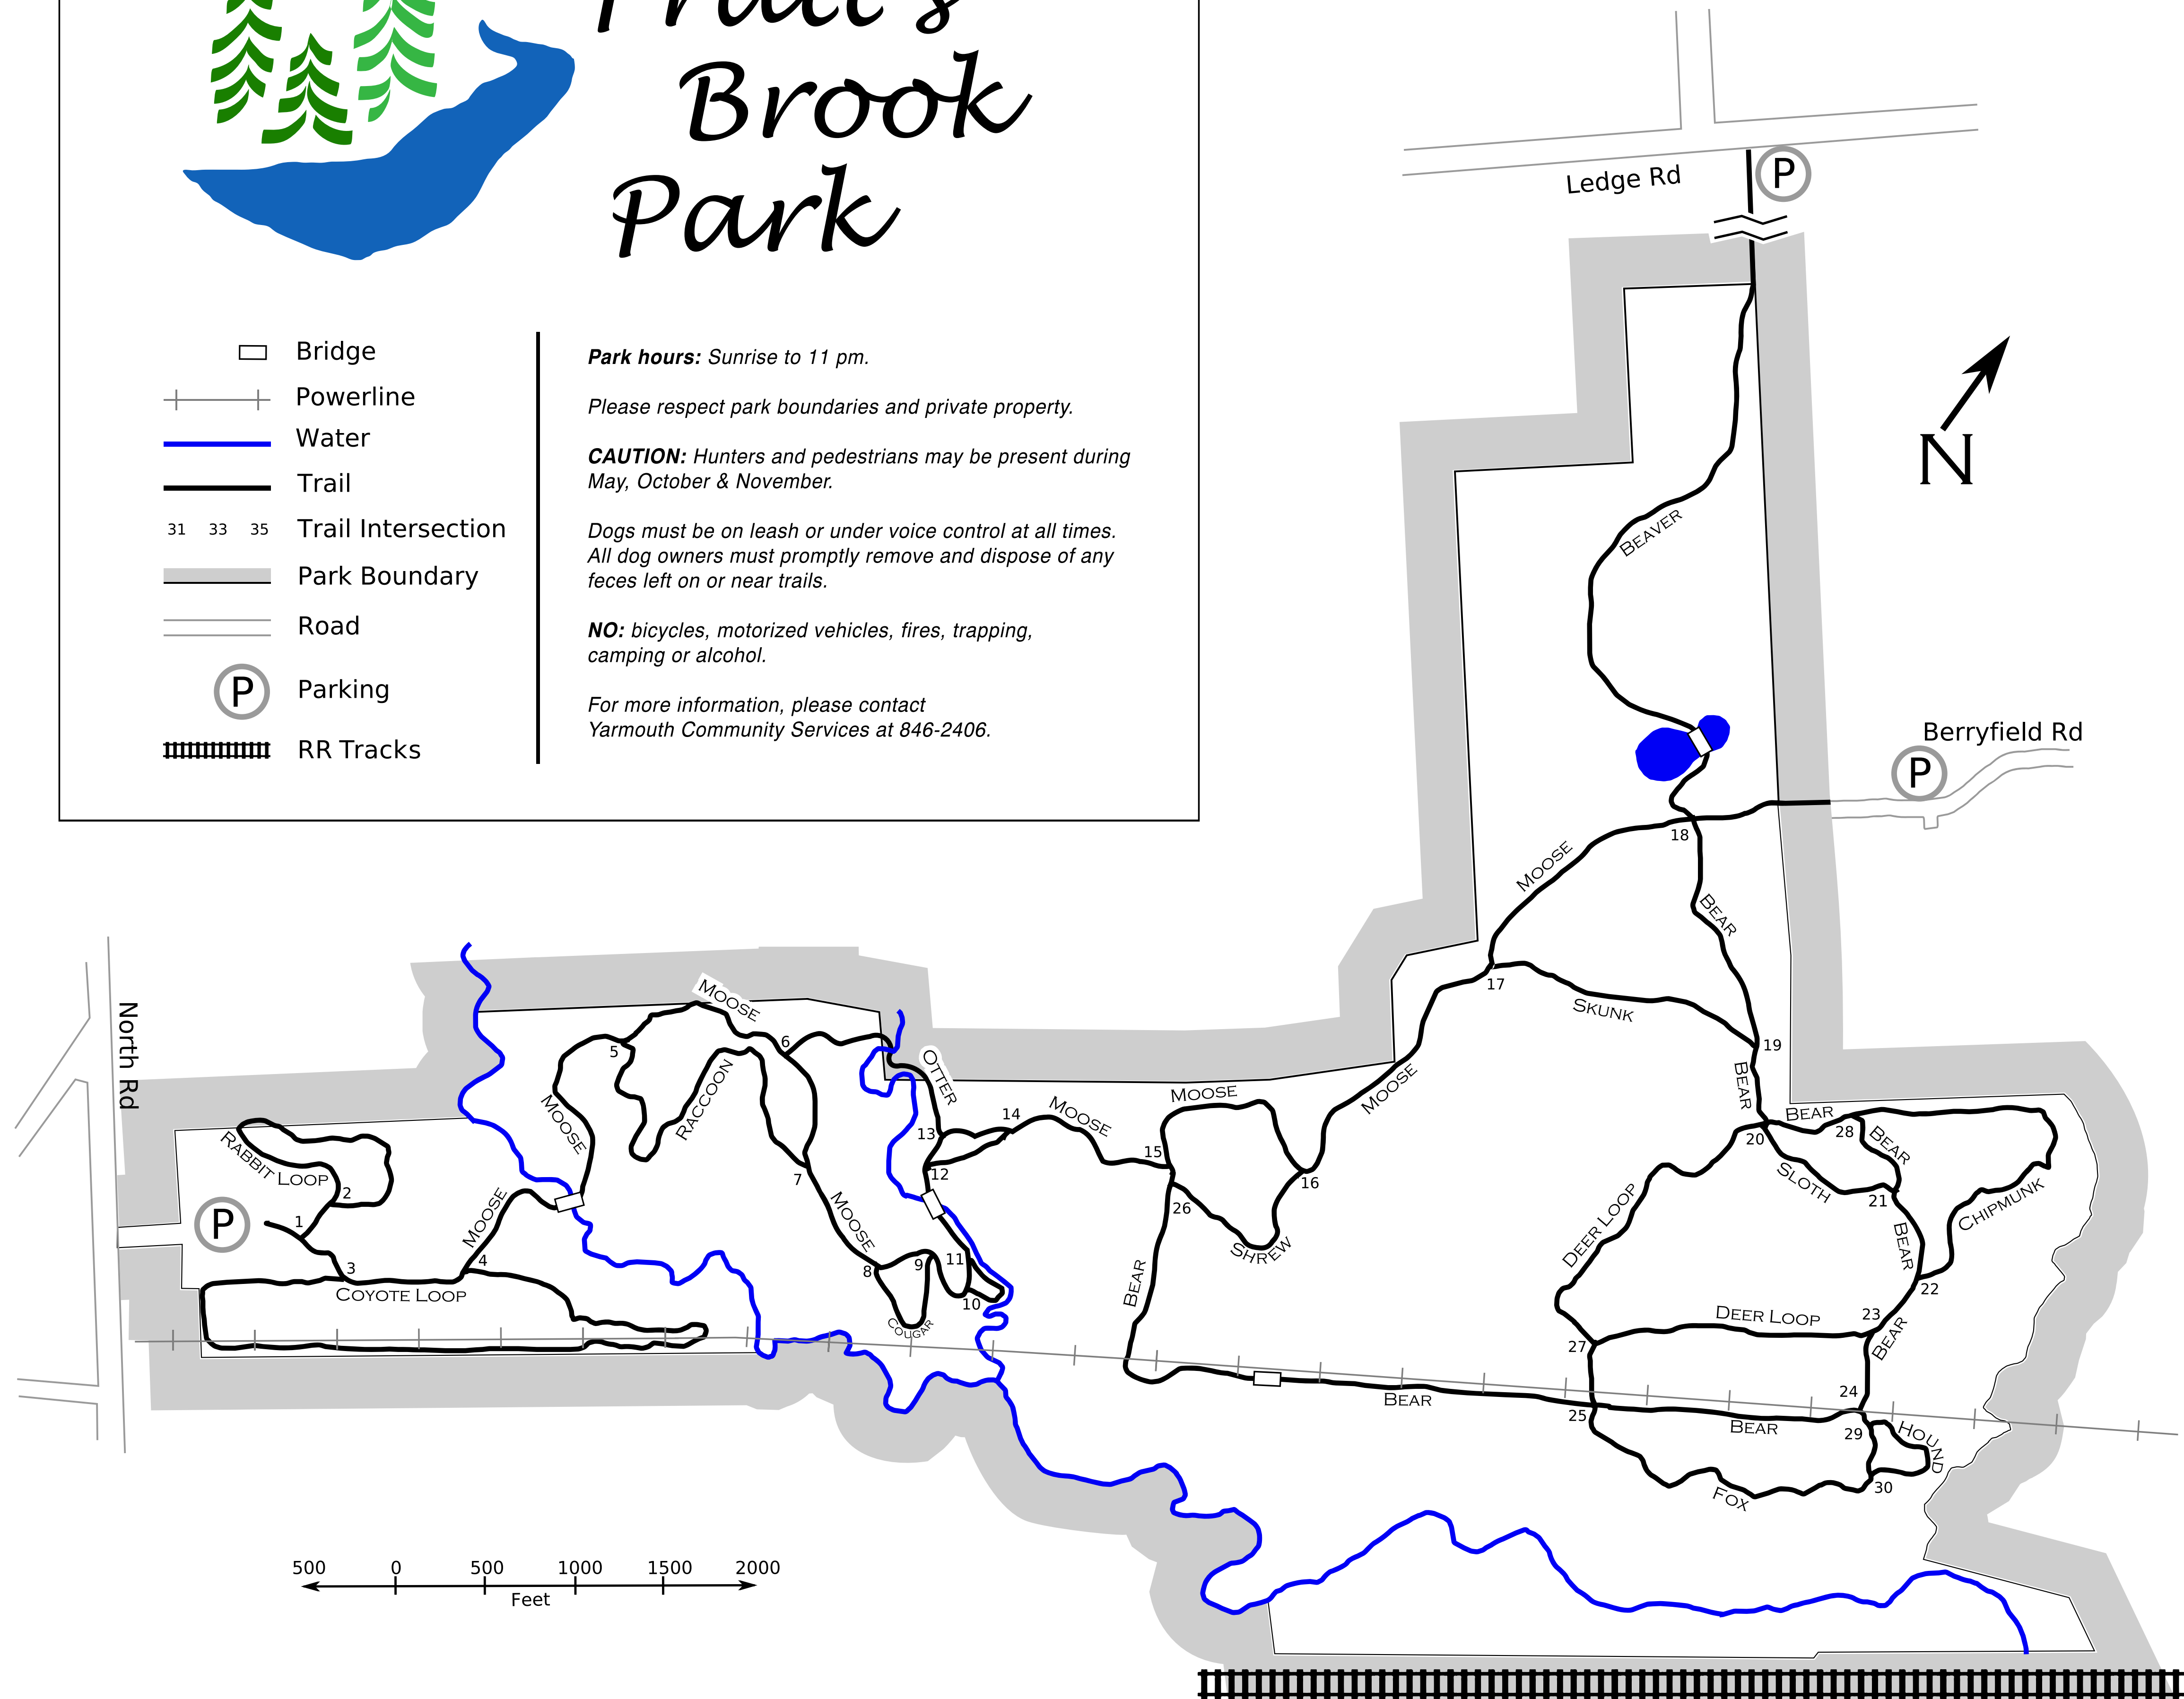 Pratt's
Brook
Park
Bridge
Powerline
Water
Trail
31 33 35 Trail Intersection
Park Boundary
Road
P Parking
RR Tracks
Park hours: Sunrise to 11 pm.
Please respect park boundaries and private property.
CAUTION: Hunters and pedestrians may be present during
May, October & November.
Dogs must be on leash or under voice control at all times.
All dog owners must promptly remove and dispose of any
feces left on or near trails.
NO: bicycles, motorized vehicles, fires, trapping,
camping or alcohol.
For more information, please contact
Yarmouth Community Services at 846-2406.
Ledge Rd
P
N
BEAVER
Berryfield Rd
P
18
MOOSE
BEAR
17
SKUNK
19
North Rd
MOOSE
5
6
RACCOON
OTTER
MOOSE
RABBIT LOOP
2
P
1
3
MOOSE
4
COYOTE LOOP
7
MOOSE
8
9
COUGAR
11
10
12
13
14
MOOSE
15
MOOSE
MOOSE
16
26
SHREW
BEAR
BEAR
BEAR
20
28
BEAR
SLOTH
21
CHIPMUNK
BEAR
22
DEER LOOP
DEER LOOP
23
BEAR
27
24
BEAR
25
BEAR
29
HOUND
30
FOX
500 0 500 1000 1500 2000
Feet